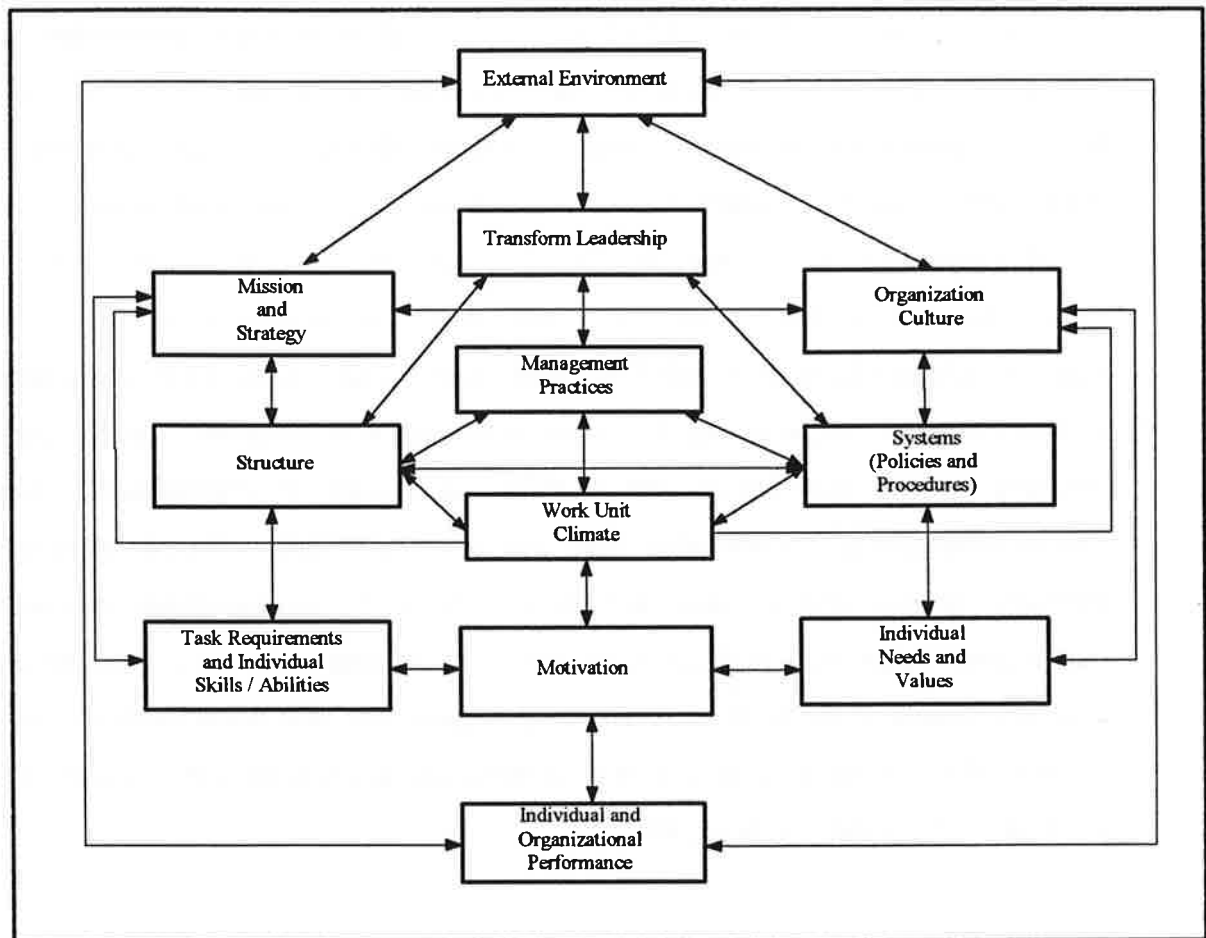 External Environment
Transform Leadership
Mission
and
Strategy
Organization
Culture
Management
Practices
Structure
Systems
(Policies and
Procedures)
Work Unit
Climate
Task Requirements
and Individual
Skills / Abilities
Motivation
Individual
Needs and
Values
Individual and
Organizational
Performance